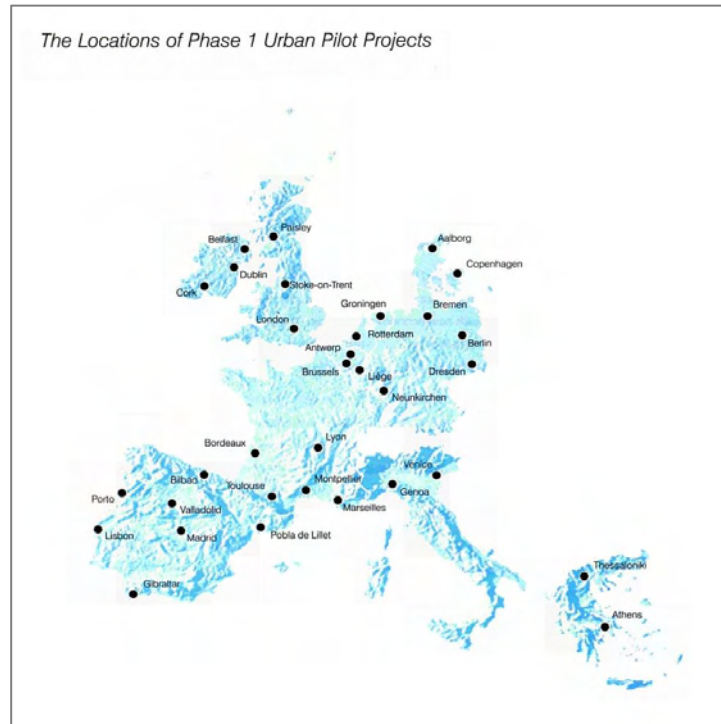 The Locations of Phase 1 Urban Pilot Projects
Paisley
Belfast
Aalborg
Copenhagen
Dublin
Stoke-on-Trent
Cork
Groningen
Bremen
London
Rotterdam
Berlin
Antwerp
Brussels
Liège
Dresden
Neunkirchen
Bordeaux
Lyon
Bilbao
Toulouse
Montpellier
Venice
Genoa
Porto
Valladolid
Marseilles
Lisbon
Madrid
Pobla de Lillet
Gibraltar
Thessaloniki
Athens